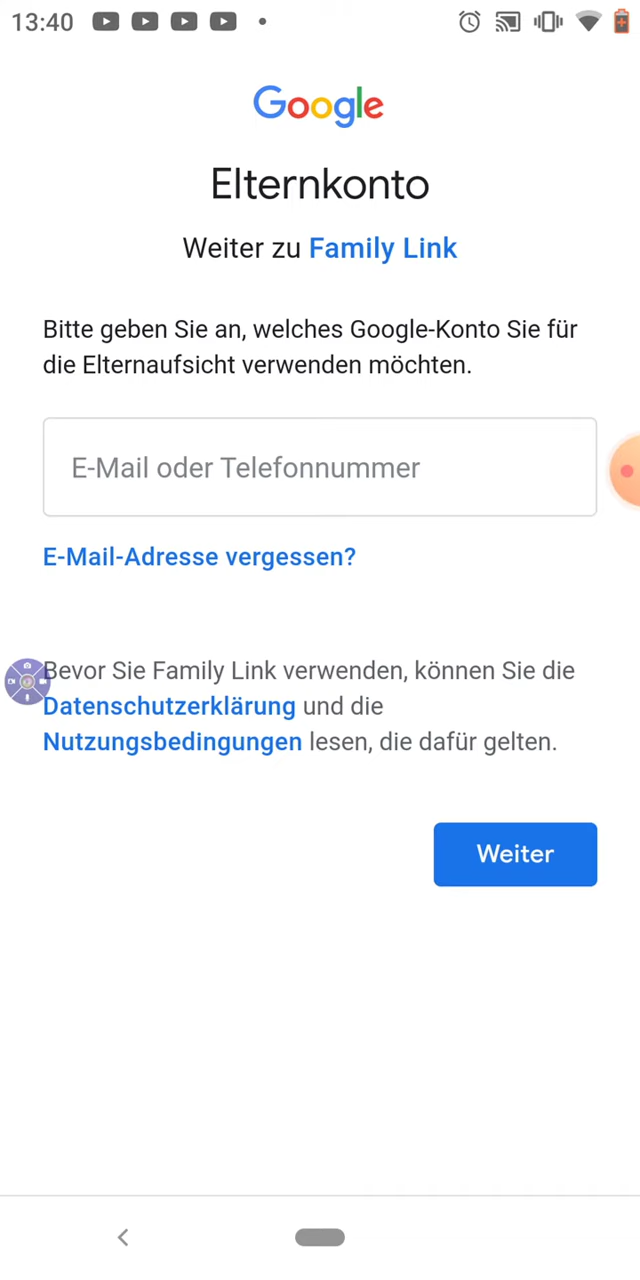 13:40
Google
Elternkonto
Weiter zu Family Link
Bitte geben Sie an, welches Google-Konto Sie für
die Elternaufsicht verwenden möchten.
E-Mail oder Telefonnummer
E-Mail-Adresse vergessen?
Bevor Sie Family Link verwenden, können Sie die
Datenschutzerklärung und die
Nutzungsbedingungen lesen, die dafür gelten.
Weiter